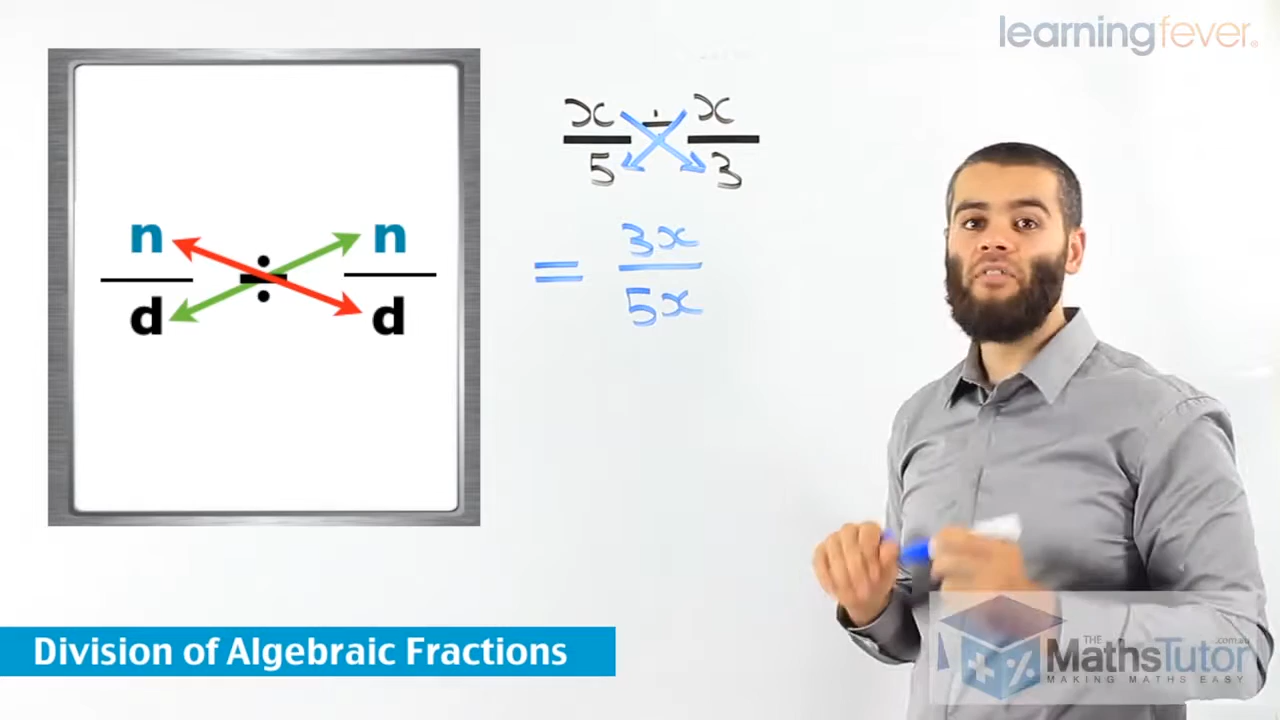 learningfever.
x ÷ x
5 3
= 3x
5x
n ÷ n
d d
Division of Algebraic Fractions
THE
MathsTutor
.com.au
MAKING MATHS EASY